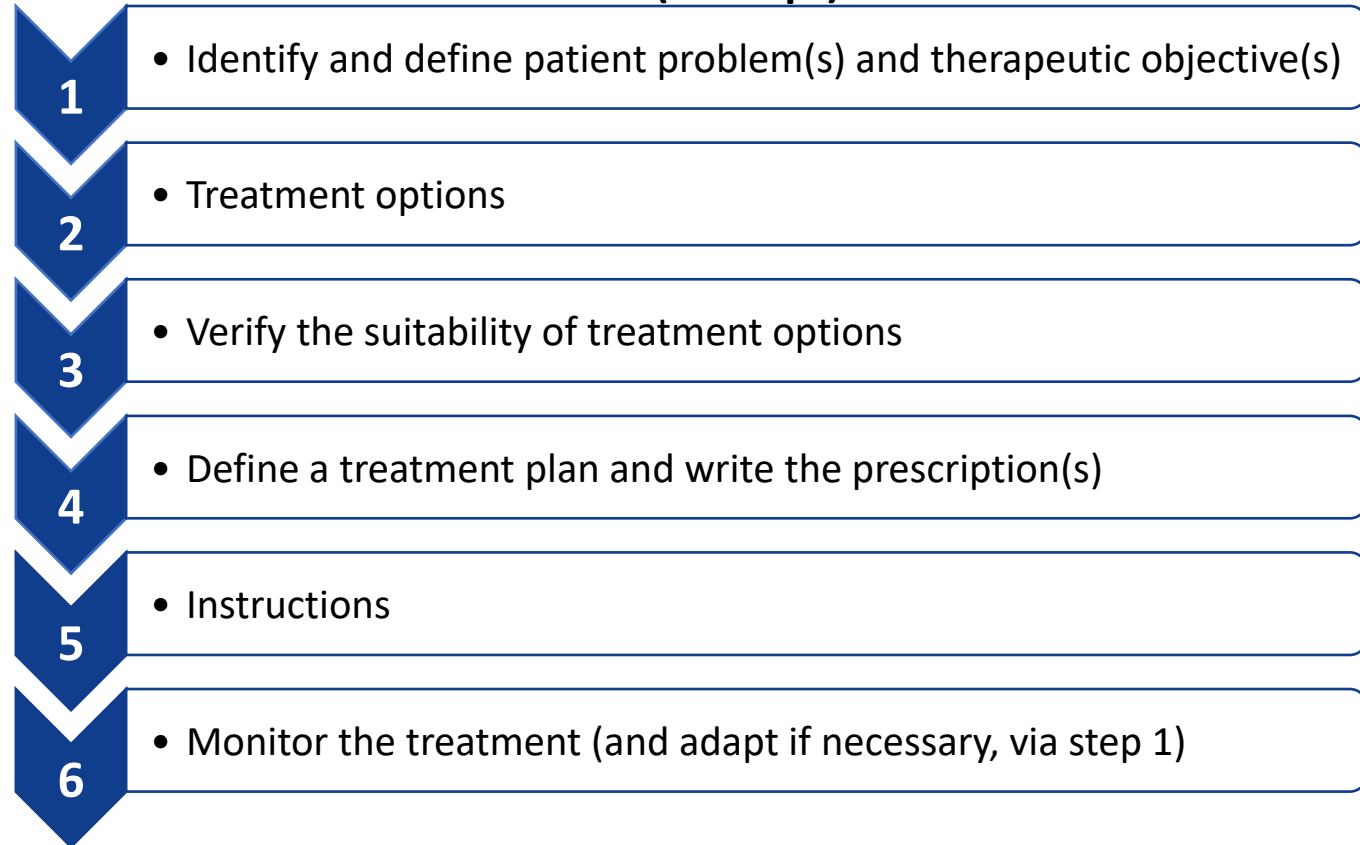 1
• Identify and define patient problem(s) and therapeutic objective(s)
2
• Treatment options
3
• Verify the suitability of treatment options
4
• Define a treatment plan and write the prescription(s)
5
• Instructions
6
• Monitor the treatment (and adapt if necessary, via step 1)